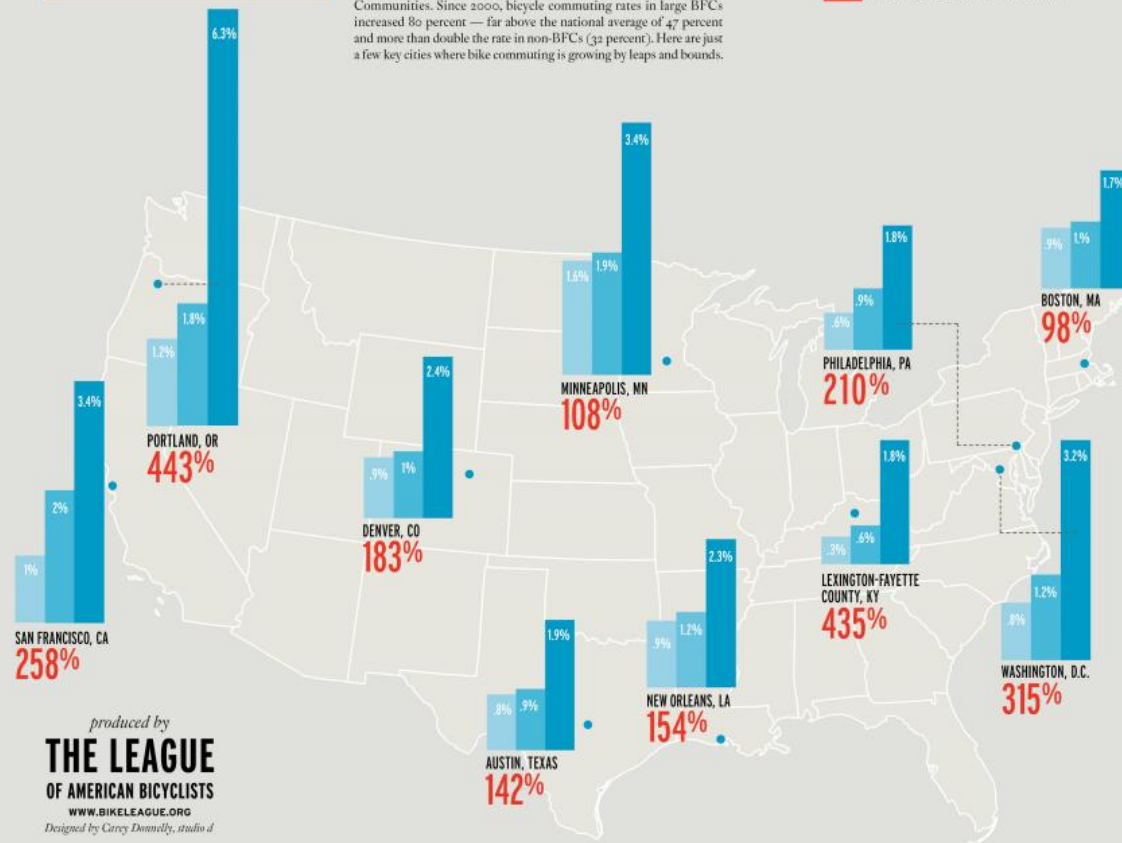 Communities. Since 2000, bicycle commuting rates in large BFCs
increased 80 percent — far above the national average of 47 percent
and more than double the rate in non-BFCs (32 percent). Here are just
a few key cities where bike commuting is growing by leaps and bounds.
1.2%
1.8%
6.3%
PORTLAND, OR
443%
1%
2%
3.4%
SAN FRANCISCO, CA
258%
.9%
1%
2.4%
DENVER, CO
183%
1.6%
1.9%
3.4%
MINNEAPOLIS, MN
108%
.6%
.9%
1.8%
PHILADELPHIA, PA
210%
.9%
1.%
1.7%
BOSTON, MA
98%
.3%
.6%
1.8%
LEXINGTON-FAYETTE
COUNTY, KY
435%
.8%
1.2%
3.2%
WASHINGTON, D.C.
315%
.9%
1.2%
2.3%
NEW ORLEANS, LA
154%
.8%
.9%
1.9%
AUSTIN, TEXAS
142%
produced by
THE LEAGUE
OF AMERICAN BICYCLISTS
WWW.BIKELEAGUE.ORG
Designed by Carey Donnelly, studio d